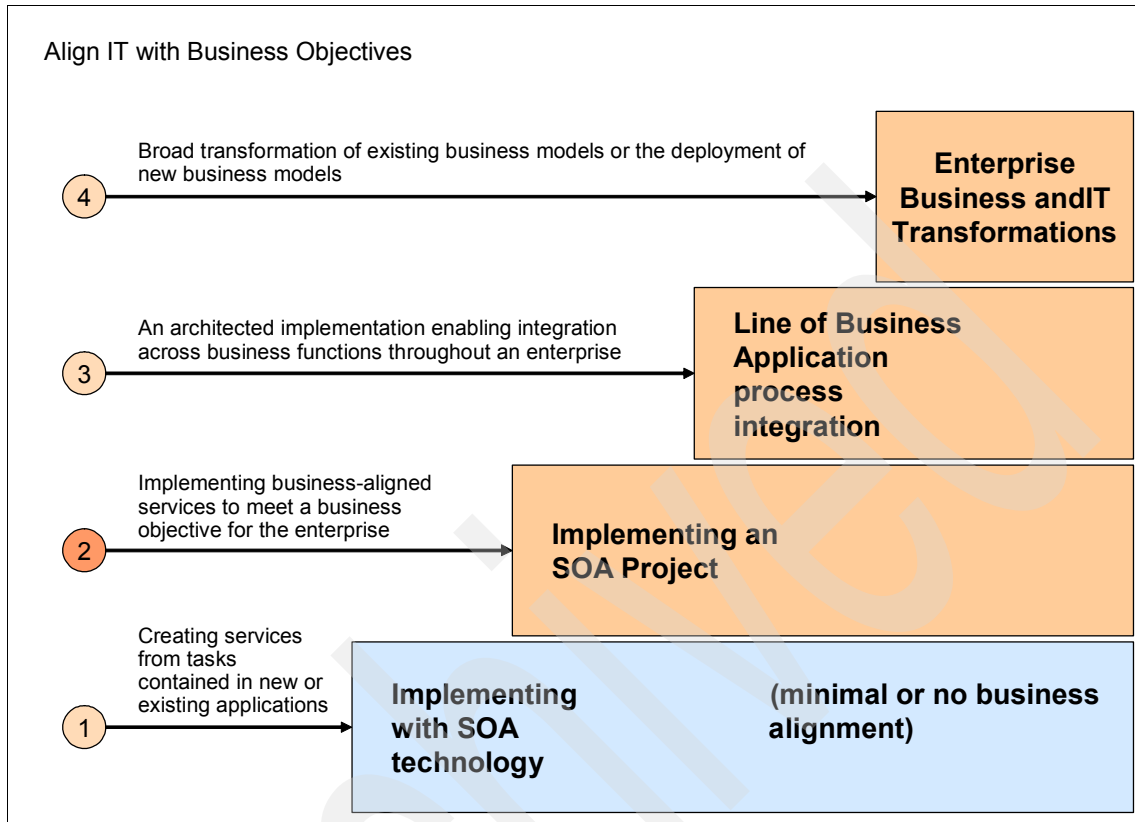 Align IT with Business Objectives
Broad transformation of existing business models or the deployment of
new business models
4
Enterprise
Business andIT
Transformations
An architected implementation enabling integration
across business functions throughout an enterprise
3
Line of Business
Application
process
integration
Implementing business-aligned
services to meet a business
objective for the enterprise
2
Implementing an
SOA Project
Creating services
from tasks
contained in new or
existing applications
1
Implementing
with SOA
technology
(minimal or no business
alignment)